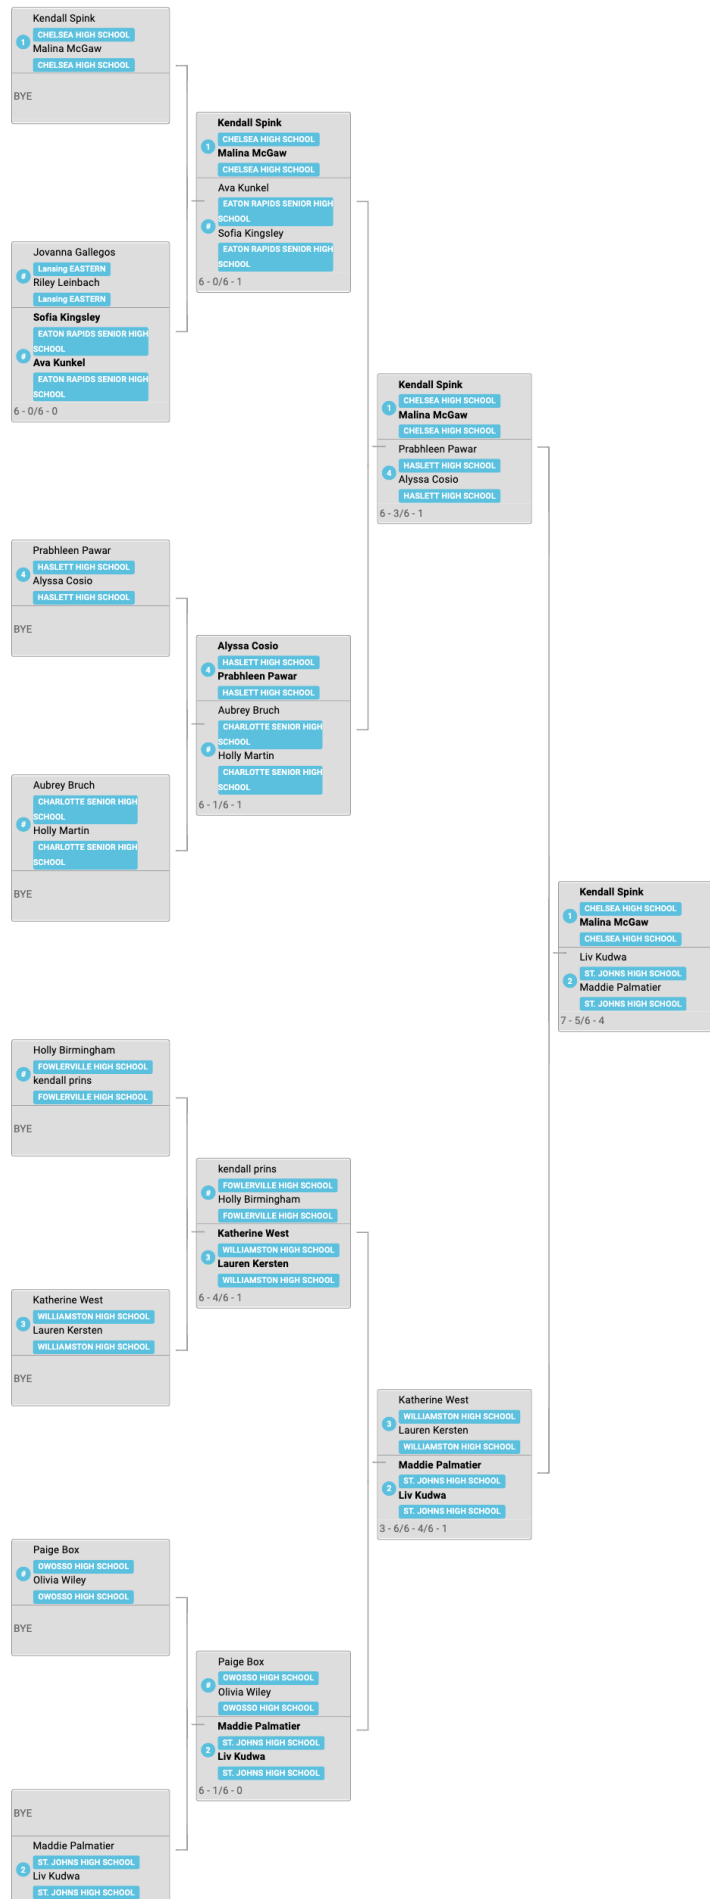 Kendall Spink
CHELSEA HIGH SCHOOL
1
Malina McGaw
CHELSEA HIGH SCHOOL
BYE
Kendall Spink
CHELSEA HIGH SCHOOL
1
Malina McGaw
CHELSEA HIGH SCHOOL
Ava Kunkel
EATON RAPIDS SENIOR HIGH
SCHOOL
#
Sofia Kingsley
EATON RAPIDS SENIOR HIGH
SCHOOL
6 - 0/6 - 1
Jovanna Gallegos
Lansing EASTERN
#
Riley Leinbach
Lansing EASTERN
Sofia Kingsley
EATON RAPIDS SENIOR HIGH
SCHOOL
#
Ava Kunkel
EATON RAPIDS SENIOR HIGH
SCHOOL
6 - 0/6 - 0
Kendall Spink
CHELSEA HIGH SCHOOL
1
Malina McGaw
CHELSEA HIGH SCHOOL
Prabhleen Pawar
HASLETT HIGH SCHOOL
4
Alyssa Cosio
HASLETT HIGH SCHOOL
6 - 3/6 - 1
Prabhleen Pawar
HASLETT HIGH SCHOOL
4
Alyssa Cosio
HASLETT HIGH SCHOOL
BYE
Alyssa Cosio
HASLETT HIGH SCHOOL
4
Prabhleen Pawar
HASLETT HIGH SCHOOL
Aubrey Bruch
CHARLOTTE SENIOR HIGH
SCHOOL
#
Holly Martin
CHARLOTTE SENIOR HIGH
SCHOOL
6 - 1/6 - 1
Aubrey Bruch
CHARLOTTE SENIOR HIGH
SCHOOL
#
Holly Martin
CHARLOTTE SENIOR HIGH
SCHOOL
BYE
Kendall Spink
CHELSEA HIGH SCHOOL
1
Malina McGaw
CHELSEA HIGH SCHOOL
Liv Kudwa
ST. JOHNS HIGH SCHOOL
2
Maddie Palmatier
ST. JOHNS HIGH SCHOOL
7 - 5/6 - 4
Holly Birmingham
FOWLERVILLE HIGH SCHOOL
#
kendall prins
FOWLERVILLE HIGH SCHOOL
BYE
kendall prins
FOWLERVILLE HIGH SCHOOL
#
Holly Birmingham
FOWLERVILLE HIGH SCHOOL
Katherine West
WILLIAMSTON HIGH SCHOOL
3
Lauren Kersten
WILLIAMSTON HIGH SCHOOL
6 - 4/6 - 1
Katherine West
WILLIAMSTON HIGH SCHOOL
3
Lauren Kersten
WILLIAMSTON HIGH SCHOOL
BYE
Katherine West
WILLIAMSTON HIGH SCHOOL
3
Lauren Kersten
WILLIAMSTON HIGH SCHOOL
Maddie Palmatier
ST. JOHNS HIGH SCHOOL
2
Liv Kudwa
ST. JOHNS HIGH SCHOOL
3 - 6/6 - 4/6 - 1
Paige Box
OWOSSO HIGH SCHOOL
#
Olivia Wiley
OWOSSO HIGH SCHOOL
BYE
Paige Box
OWOSSO HIGH SCHOOL
#
Olivia Wiley
OWOSSO HIGH SCHOOL
Maddie Palmatier
ST. JOHNS HIGH SCHOOL
2
Liv Kudwa
ST. JOHNS HIGH SCHOOL
6 - 1/6 - 0
BYE
Maddie Palmatier
ST. JOHNS HIGH SCHOOL
2
Liv Kudwa
ST. JOHNS HIGH SCHOOL